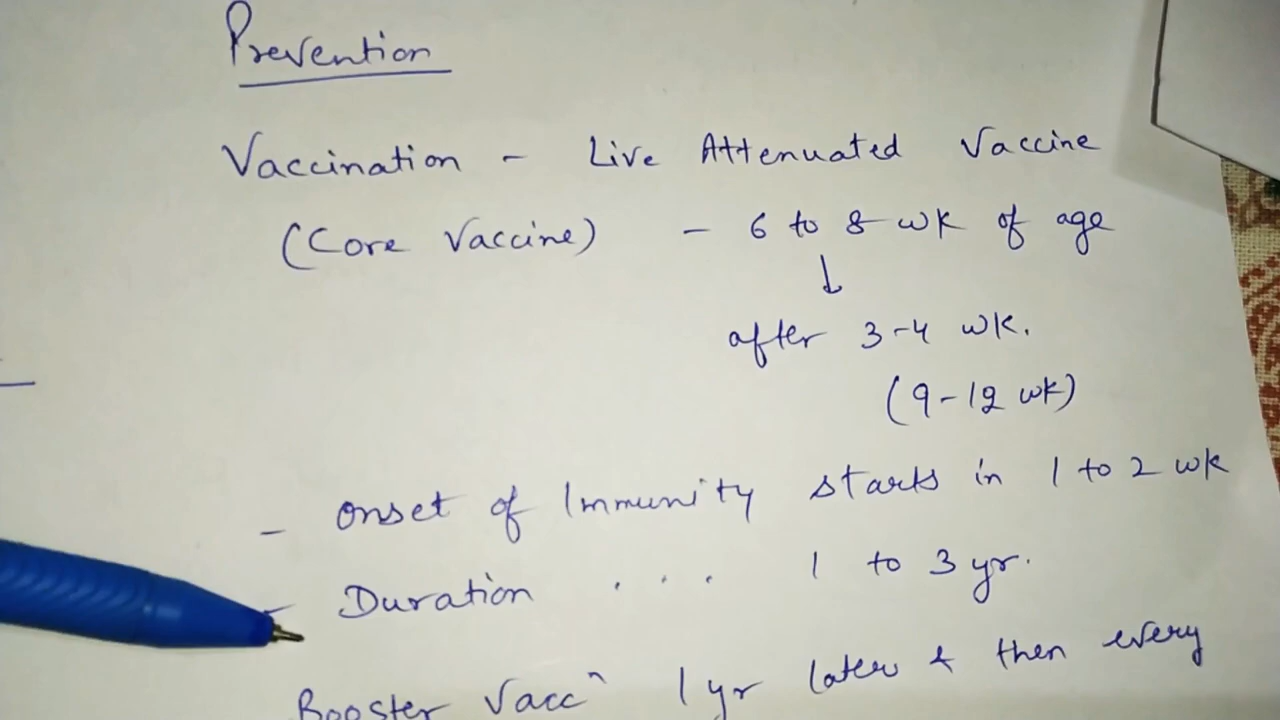 Prevention
Vaccination - Live Attenuated Vaccine
(Core Vaccine) - 6 to 8 wk of age
↓
after 3-4 wk.
(9-12 wk)
- Onset of Immunity starts in 1 to 2 wk
- Duration . . . 1 to 3 yr.
Booster Vaccⁿ 1 yr later & then every